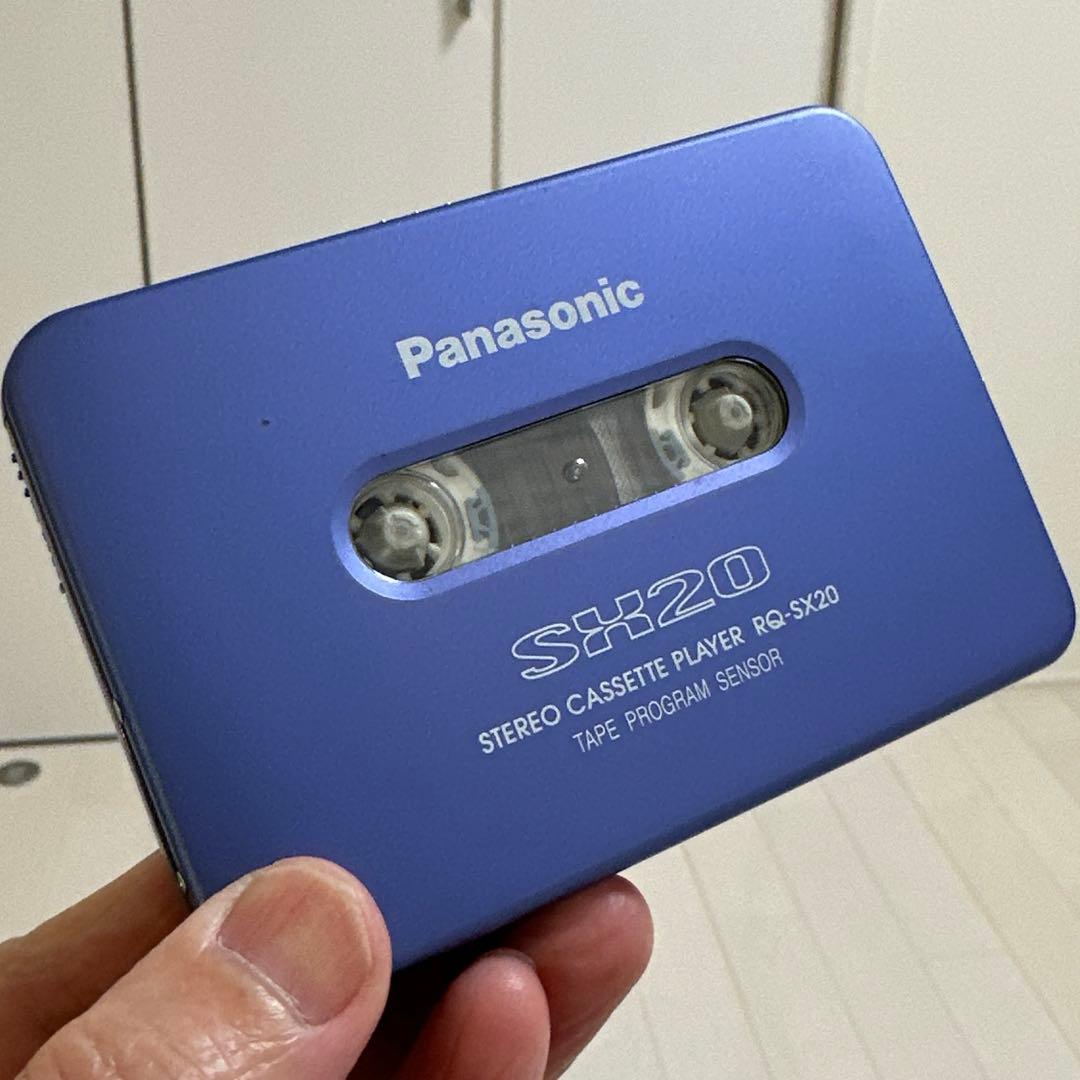 Panasonic
SX20
STEREO CASSETTE PLAYER RQ-SX20
TAPE PROGRAM SENSOR